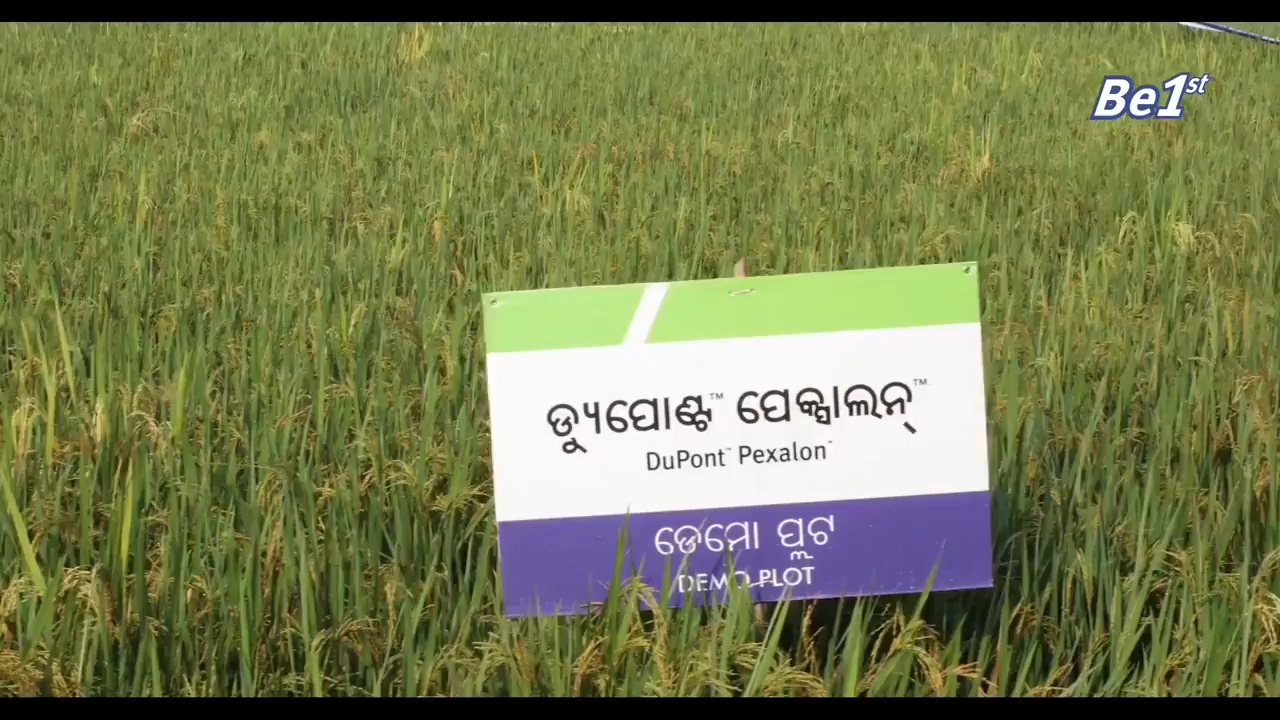 Be1st
ଡ୍ୟୁପୋଣ୍ଟ™ ପେକ୍ସାଲନ୍™
DuPont™ Pexalon™
ଡେମୋ ପ୍ଲଟ
DEMO PLOT